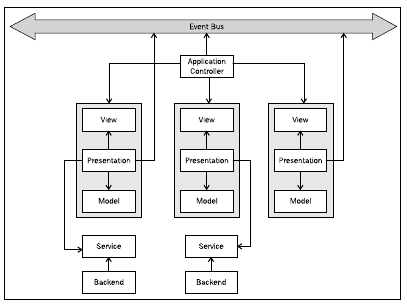 Event Bus
Application
Controller
View
View
View
Presentation
Presentation
Presentation
Model
Model
Model
Service
Service
Backend
Backend